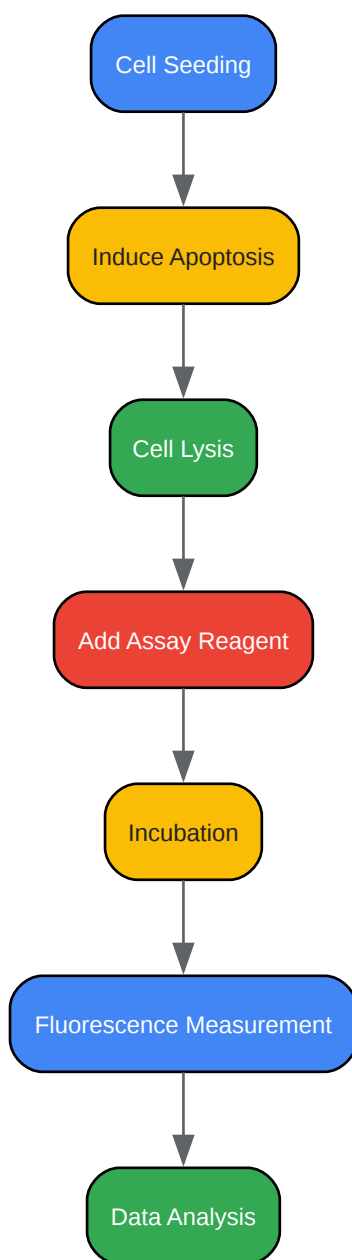 Cell Seeding
Induce Apoptosis
Cell Lysis
Add Assay Reagent
Incubation
Fluorescence Measurement
Data Analysis